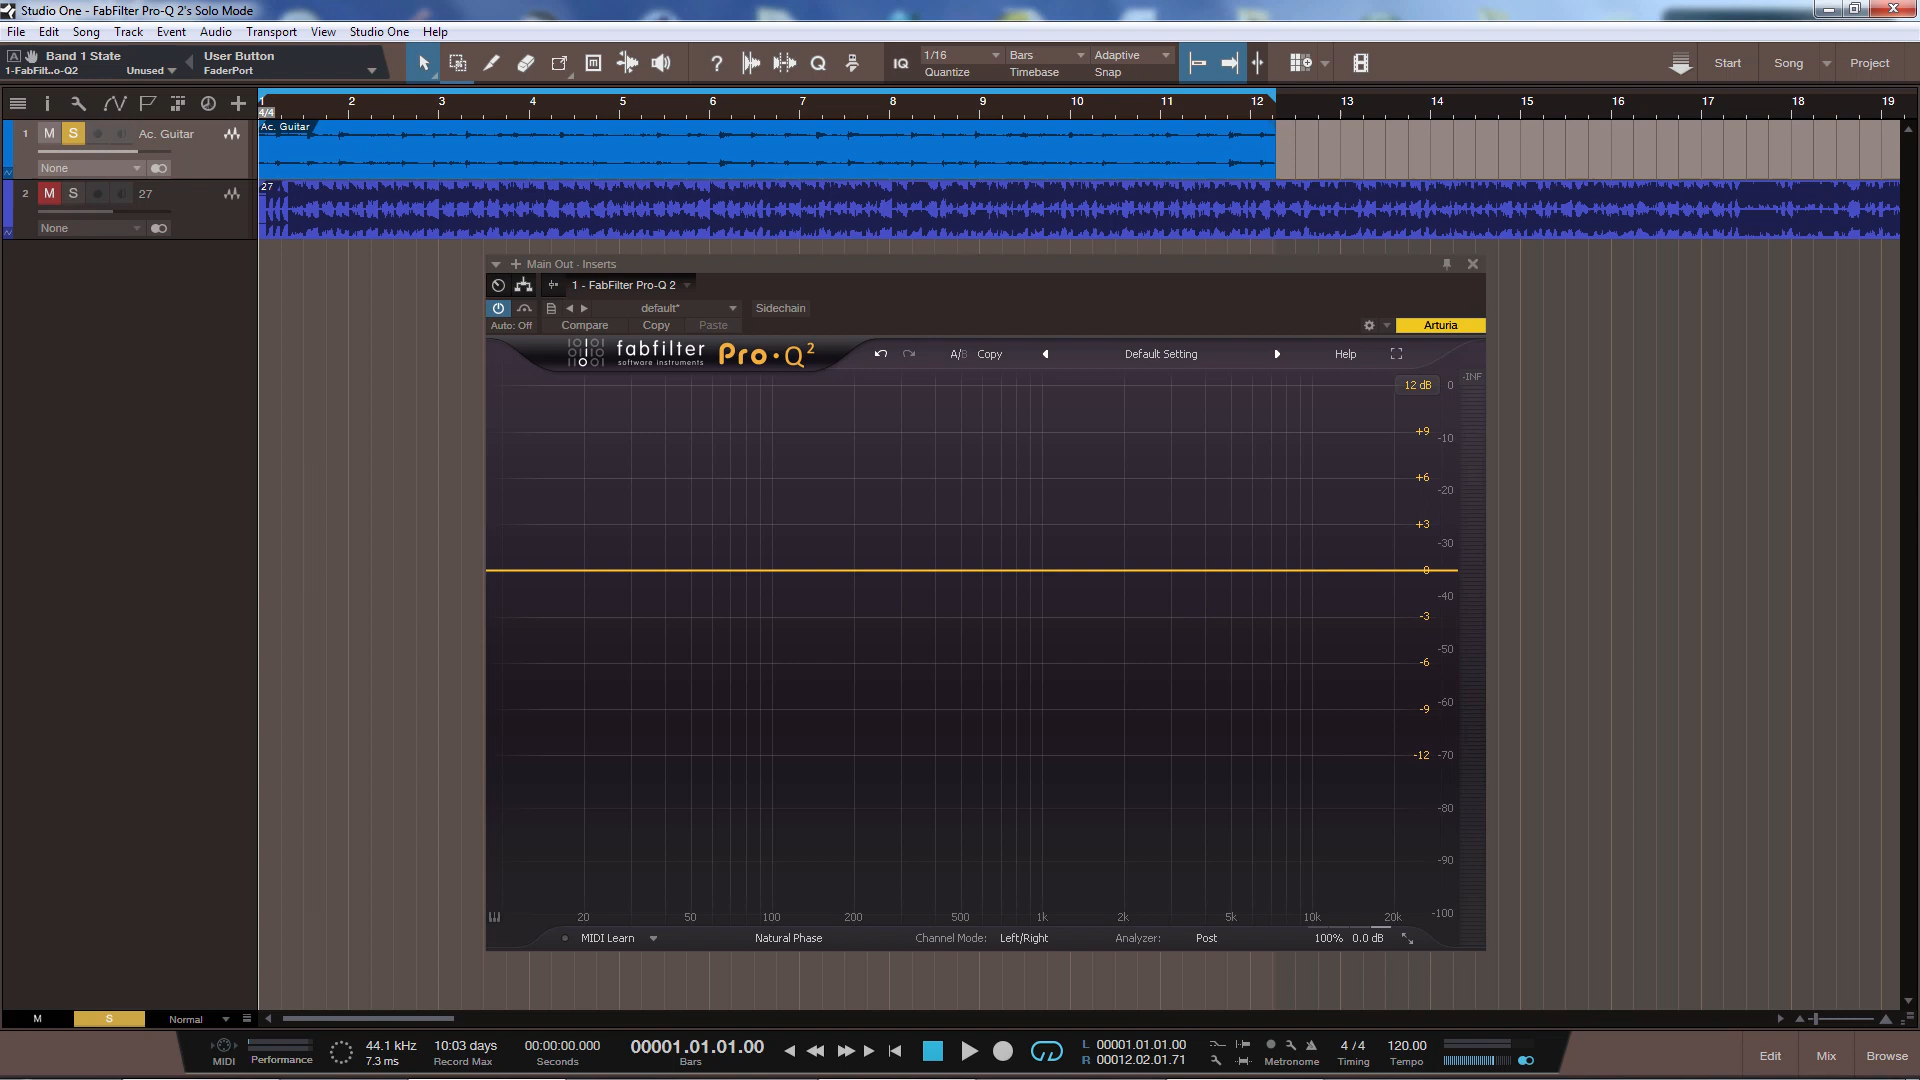 Studio One - FabFilter Pro-Q 2's Solo Mode
File Edit Song Track Event Audio Transport View Studio One Help
A Band 1 State User Button
1-FabFilt..o-Q2 Unused FaderPort
? Q IQ 1/16 Bars Adaptive
Quantize Timebase Snap
Start Song Project
1 2 3 4 5 6 7 8 9 10 11 12 13 14 15 16 17 18 19
4/4
1 M S Ac. Guitar
None
Ac. Guitar
2 M S 27
None
27
Main Out - Inserts
1 - FabFilter Pro-Q 2
default* Sidechain
Auto: Off Compare Copy Paste Arturia
fabfilter
software instruments
Pro·Q2
A/B Copy Default Setting Help
-INF
12 dB 0
+9 -10
+6 -20
+3 -30
0 -40
-3 -50
-6 -60
-9 -70
-12 -80
-90
-100
20 50 100 200 500 1k 2k 5k 10k 20k
MIDI Learn Natural Phase Channel Mode: Left/Right Analyzer: Post 100% 0.0 dB
M S Normal
MIDI Performance
44.1 kHz
7.3 ms
10:03 days
Record Max
00:00:00.000
Seconds
00001.01.01.00
Bars
L 00001.01.01.00
R 00012.02.01.71
Metronome
4 / 4
Timing
120.00
Tempo
Edit Mix Browse